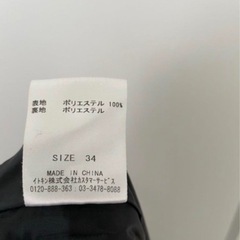 表地 ポリエステル 100%
裏地 ポリエステル
SIZE 34
MADE IN CHINA
イトキン株式会社カスタマーサービス
0120-888-363 03-3478-8088